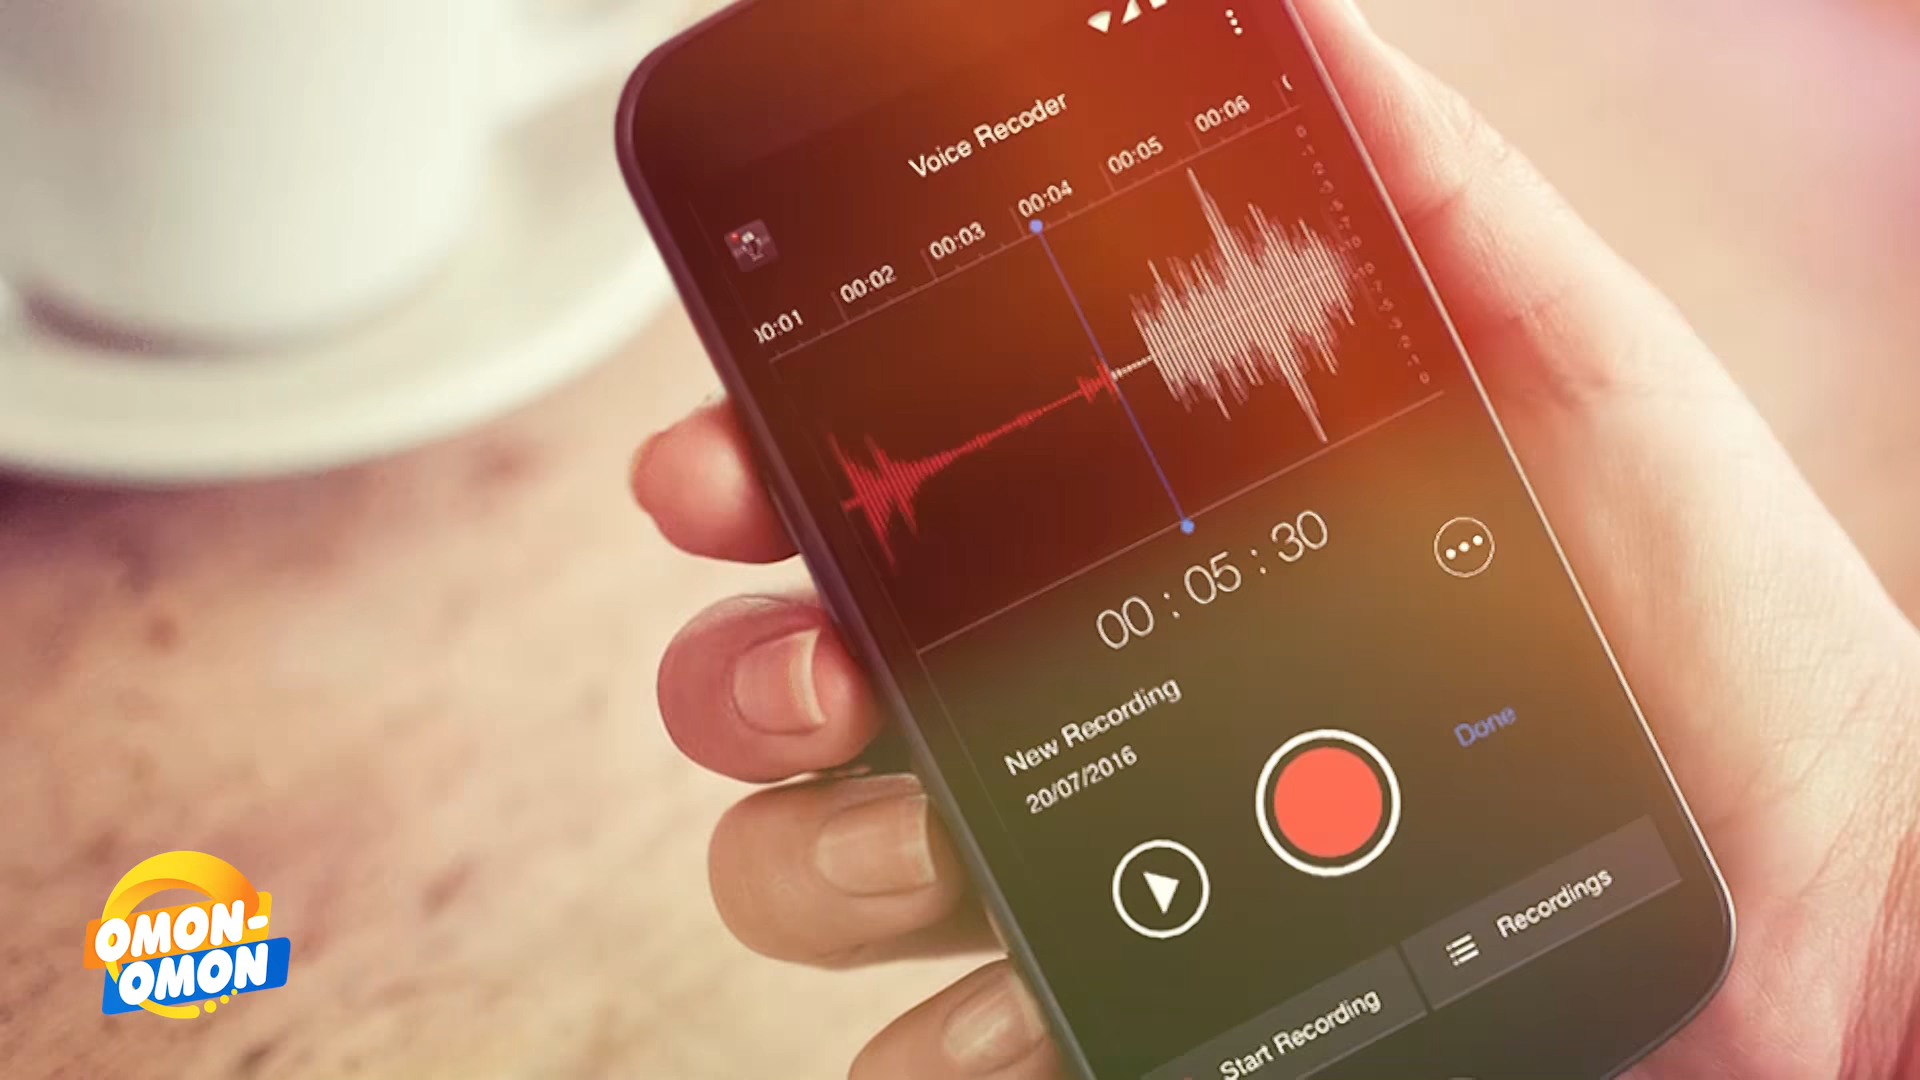 Voice Recoder
00:01
00:02
00:03
00:04
00:05
00:06
00 : 05 : 30
New Recording
20/07/2016
Done
Recordings
Start Recording
OMON-
OMON